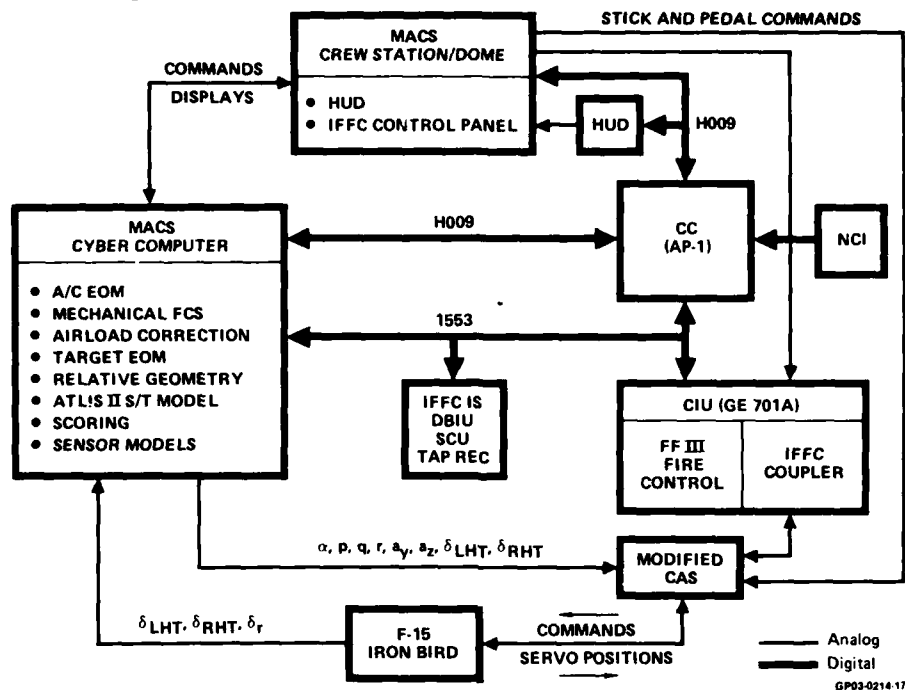 STICK AND PEDAL COMMANDS
MACS
CREW STATION/DOME
• HUD
• IFFC CONTROL PANEL
COMMANDS
DISPLAYS
HUD
H009
MACS
CYBER COMPUTER
• A/C EOM
• MECHANICAL FCS
• AIRLOAD CORRECTION
• TARGET EOM
• RELATIVE GEOMETRY
• ATLIS II S/T MODEL
• SCORING
• SENSOR MODELS
H009
CC
(AP-1)
NCI
1553
IFFC IS
DBIU
SCU
TAP REC
CIU (GE 701A)
FF III
FIRE
CONTROL
IFFC
COUPLER
α, p, q, r, ay, az, δLHT, δRHT
MODIFIED
CAS
δLHT, δRHT, δr
F-15
IRON BIRD
COMMANDS
SERVO POSITIONS
Analog
Digital
GP03-0214-17